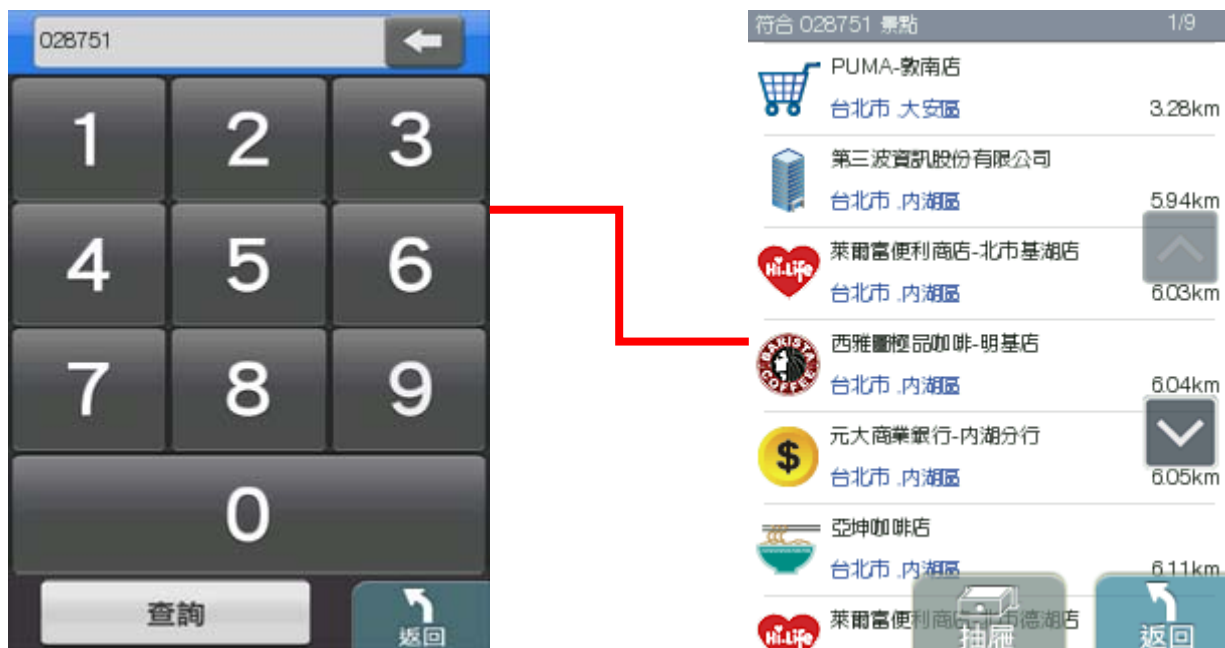 028751
1 2 3
4 5 6
7 8 9
0
查詢
返回
符合 028751 景點 1/9
PUMA-敦南店
台北市 .大安區 3.28km
第三波資訊股份有限公司
台北市 .內湖區 5.94km
Hi-Life
萊爾富便利商店-北市基湖店
台北市 .內湖區 6.03km
BARISTA COFFEE
西雅圖極品咖啡-明基店
台北市 .內湖區 6.04km
$
元大商業銀行-內湖分行
台北市 .內湖區 6.05km
亞坤咖啡店
台北市 .內湖區 6.11km
Hi-Life
萊爾富便利商店-北市德湖店
抽屜
返回